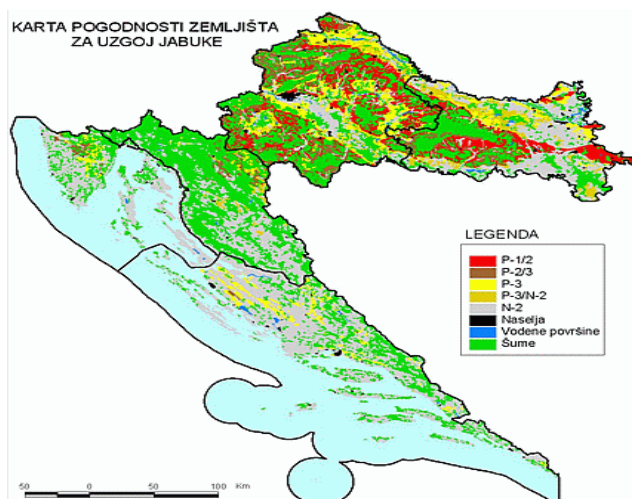 KARTA POGODNOSTI ZEMLJIŠTA
ZA UZGOJ JABUKE
LEGENDA
P-1/2
P-2/3
P-3
P-3/N-2
N-2
Naselja
Vodene površine
Šume
50 0 50 100 Km